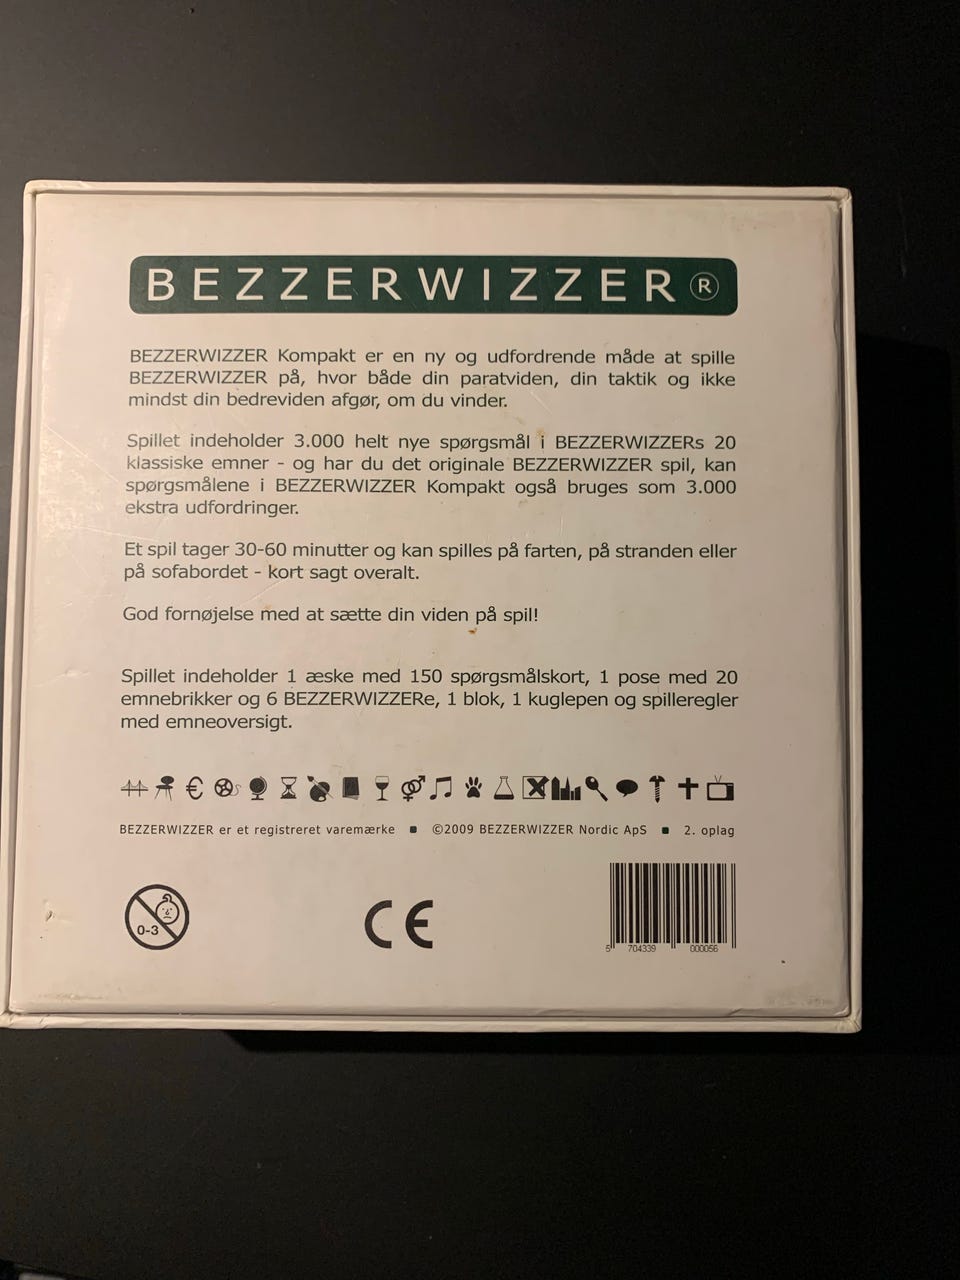 BEZZERWIZZER®
BEZZERWIZZER Kompakt er en ny og udfordrende måde at spille
BEZZERWIZZER på, hvor både din paratviden, din taktik og ikke
mindst din bedreviden afgør, om du vinder.
Spillet indeholder 3.000 helt nye spørgsmål i BEZZERWIZZERs 20
klassiske emner - og har du det originale BEZZERWIZZER spil, kan
spørgsmålene i BEZZERWIZZER Kompakt også bruges som 3.000
ekstra udfordringer.
Et spil tager 30-60 minutter og kan spilles på farten, på stranden eller
på sofabordet - kort sagt overalt.
God fornøjelse med at sætte din viden på spil!
Spillet indeholder 1 æske med 150 spørgsmålskort, 1 pose med 20
emnebrikker og 6 BEZZERWIZZERe, 1 blok, 1 kuglepen og spilleregler
med emneoversigt.
BEZZERWIZZER er et registreret varemærke ▪ ©2009 BEZZERWIZZER Nordic ApS ▪ 2. oplag
0-3
CE
5 704339 000056